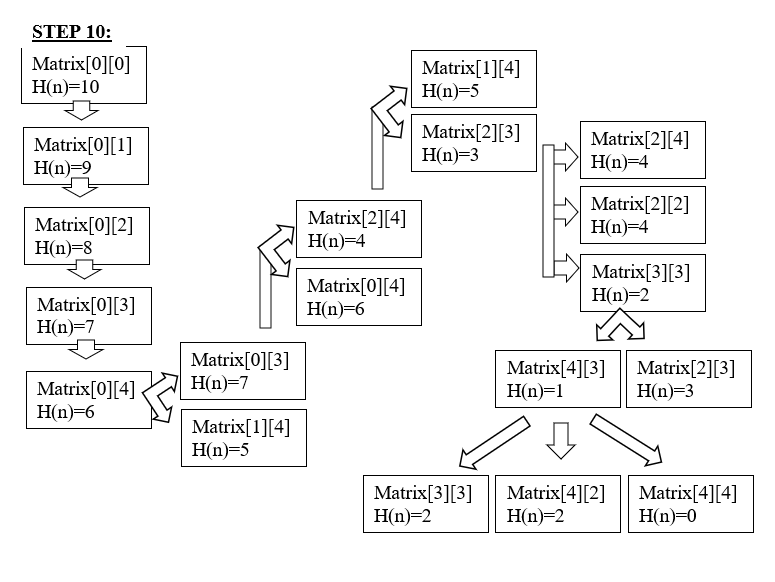 STEP 10:
Matrix[0][0]
H(n)=10
Matrix[0][1]
H(n)=9
Matrix[0][2]
H(n)=8
Matrix[0][3]
H(n)=7
Matrix[0][4]
H(n)=6
Matrix[0][3]
H(n)=7
Matrix[1][4]
H(n)=5
Matrix[2][4]
H(n)=4
Matrix[0][4]
H(n)=6
Matrix[1][4]
H(n)=5
Matrix[2][3]
H(n)=3
Matrix[2][4]
H(n)=4
Matrix[2][2]
H(n)=4
Matrix[3][3]
H(n)=2
Matrix[4][3]
H(n)=1
Matrix[2][3]
H(n)=3
Matrix[3][3]
H(n)=2
Matrix[4][2]
H(n)=2
Matrix[4][4]
H(n)=0